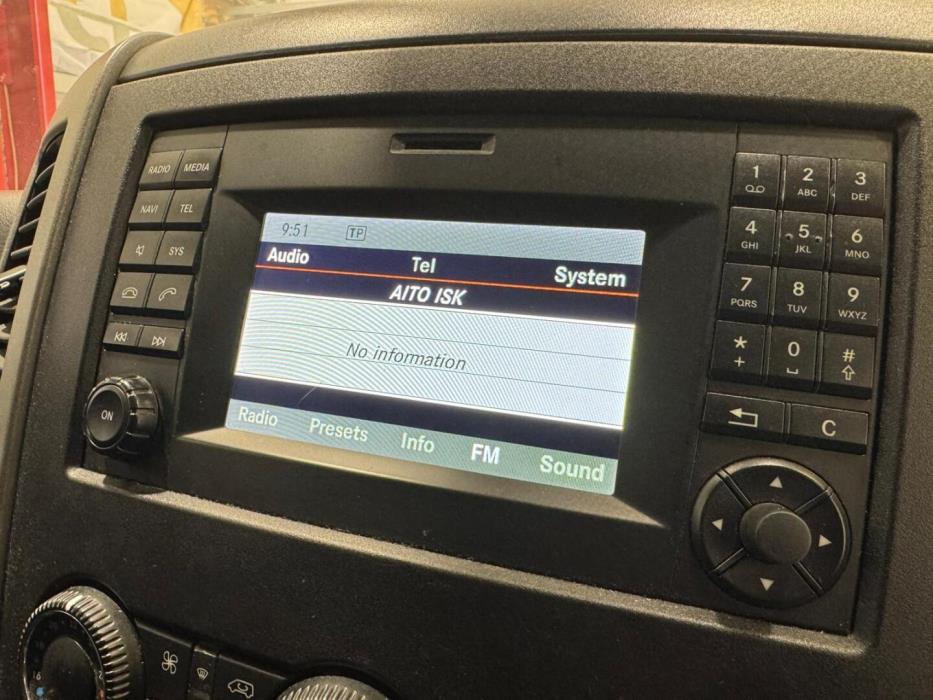 RADIO MEDIA
NAVI TEL
SYS
ON
9:51 TP
Audio Tel System
AITO ISK
No information
Radio Presets Info FM Sound
1 2 ABC 3 DEF
4 GHI 5 JKL 6 MNO
7 PQRS 8 TUV 9 WXYZ
* + 0 #
C
16